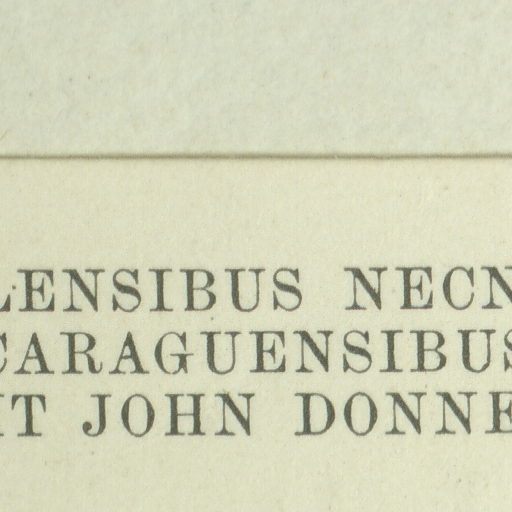 LENSIBUS NECN
CARAGUENSIBUS
IT JOHN DONNE